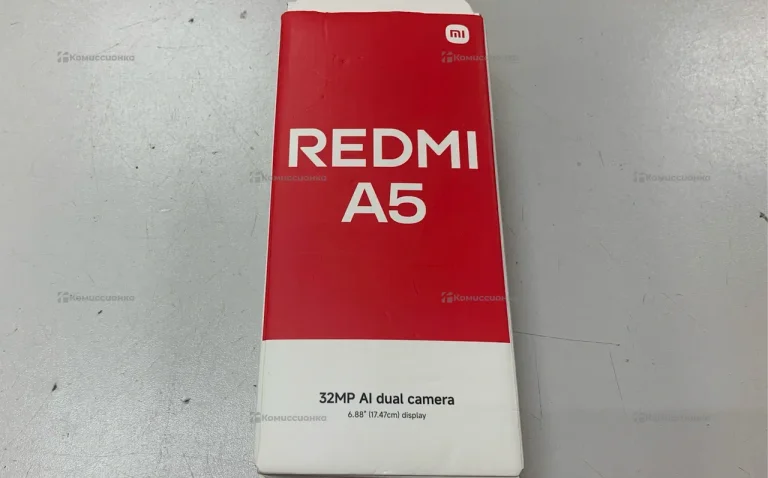 Комиссионка
Комиссионка
mi
REDMI
Комиссионка
Комиссионка
A5
Комиссионка
Комиссионка
32MP AI dual camera
6.88" (17.47cm) display
Комиссионка
Комиссионка